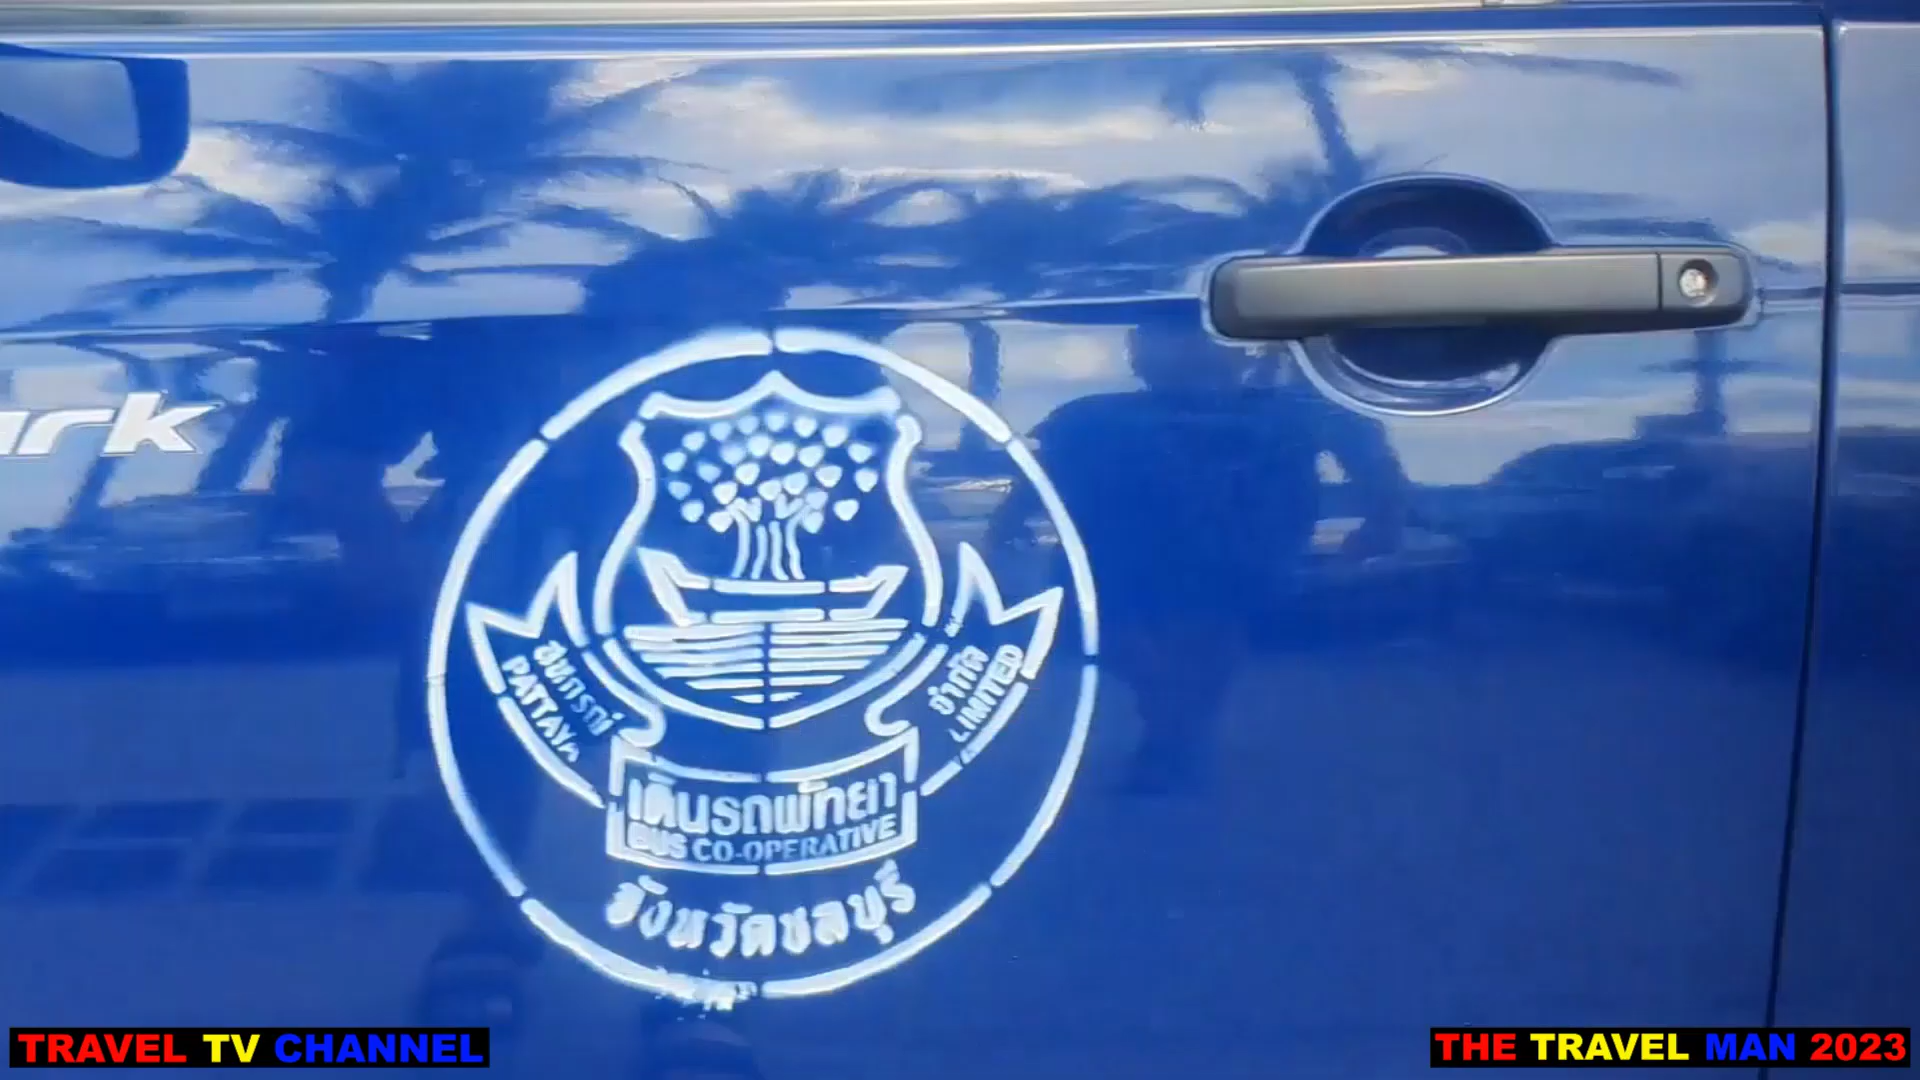 ark
สหกรณ์
PATTAYA
จำกัด
LIMITED
เดินรถพัทยา
BUS CO-OPERATIVE
จังหวัดชลบุรี
TRAVEL TV CHANNEL
THE TRAVEL MAN 2023